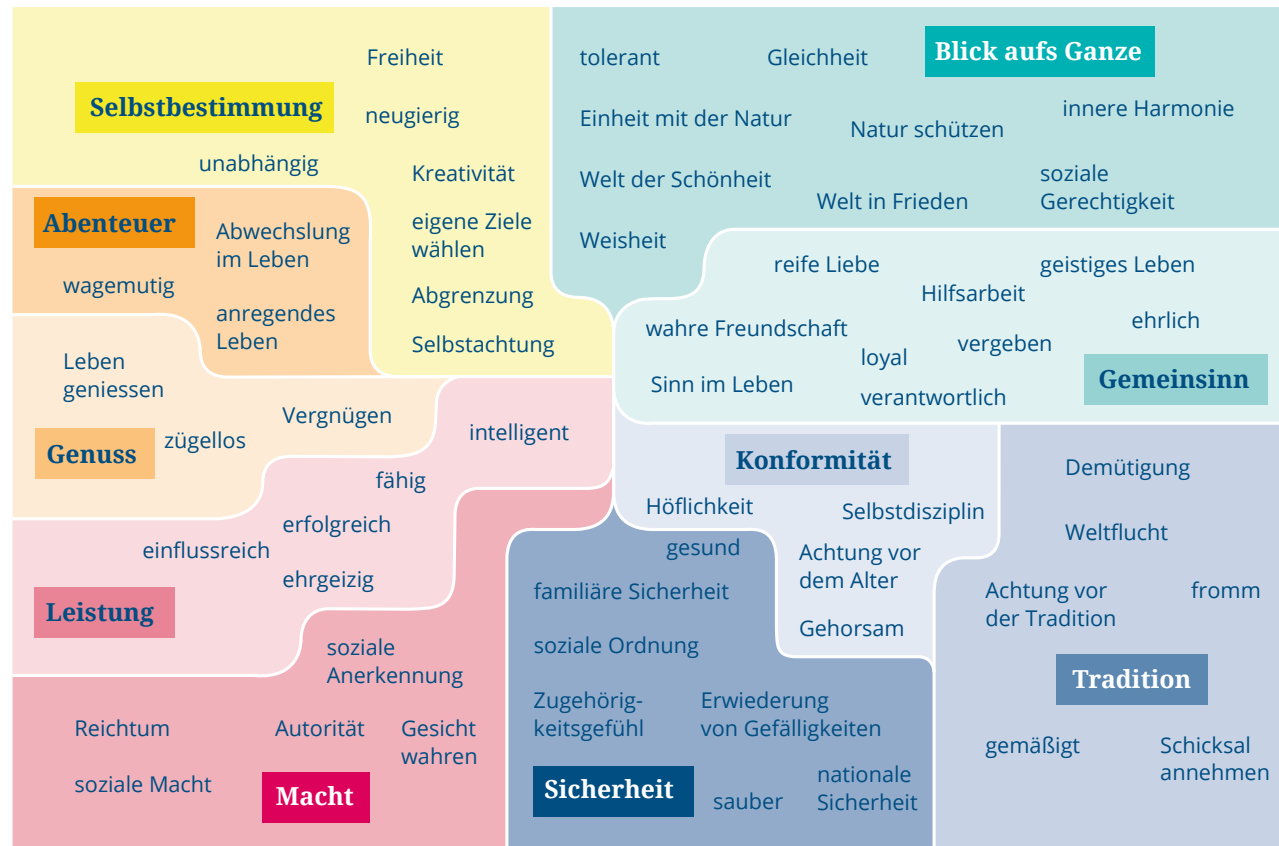 Selbstbestimmung
Freiheit
neugierig
unabhängig
Kreativität
eigene Ziele
wählen
Abgrenzung
Selbstachtung
Blick aufs Ganze
tolerant
Gleichheit
Einheit mit der Natur
Natur schützen
innere Harmonie
Welt der Schönheit
Welt in Frieden
soziale
Gerechtigkeit
Weisheit
Abenteuer
Abwechslung
im Leben
wagemutig
anregendes
Leben
reife Liebe
geistiges Leben
Hilfsarbeit
wahre Freundschaft
ehrlich
loyal
vergeben
Sinn im Leben
verantwortlich
Gemeinsinn
Leben
geniessen
Vergnügen
zügellos
Genuss
intelligent
fähig
erfolgreich
einflussreich
ehrgeizig
Leistung
Konformität
Höflichkeit
Selbstdisziplin
Achtung vor
dem Alter
Gehorsam
Demütigung
Weltflucht
Achtung vor
der Tradition
fromm
Tradition
gemäßigt
Schicksal
annehmen
soziale
Anerkennung
Reichtum
Autorität
Gesicht
wahren
soziale Macht
Macht
gesund
familiäre Sicherheit
soziale Ordnung
Zugehörig-
keitsgefühl
Erwiederung
von Gefälligkeiten
Sicherheit
sauber
nationale
Sicherheit